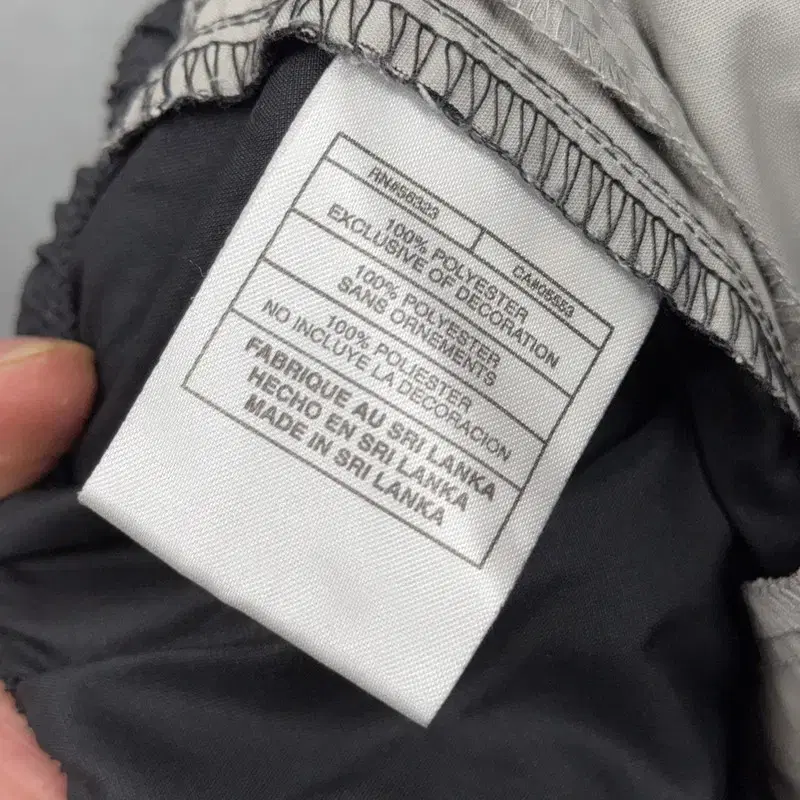 RN#86323
CA#05553
100% POLYESTER
EXCLUSIVE OF DECORATION
100% POLYESTER
SANS ORNEMENTS
100% POLIESTER
NO INCLUYE LA DECORACION
FABRIQUE AU SRI LANKA
HECHO EN SRI LANKA
MADE IN SRI LANKA